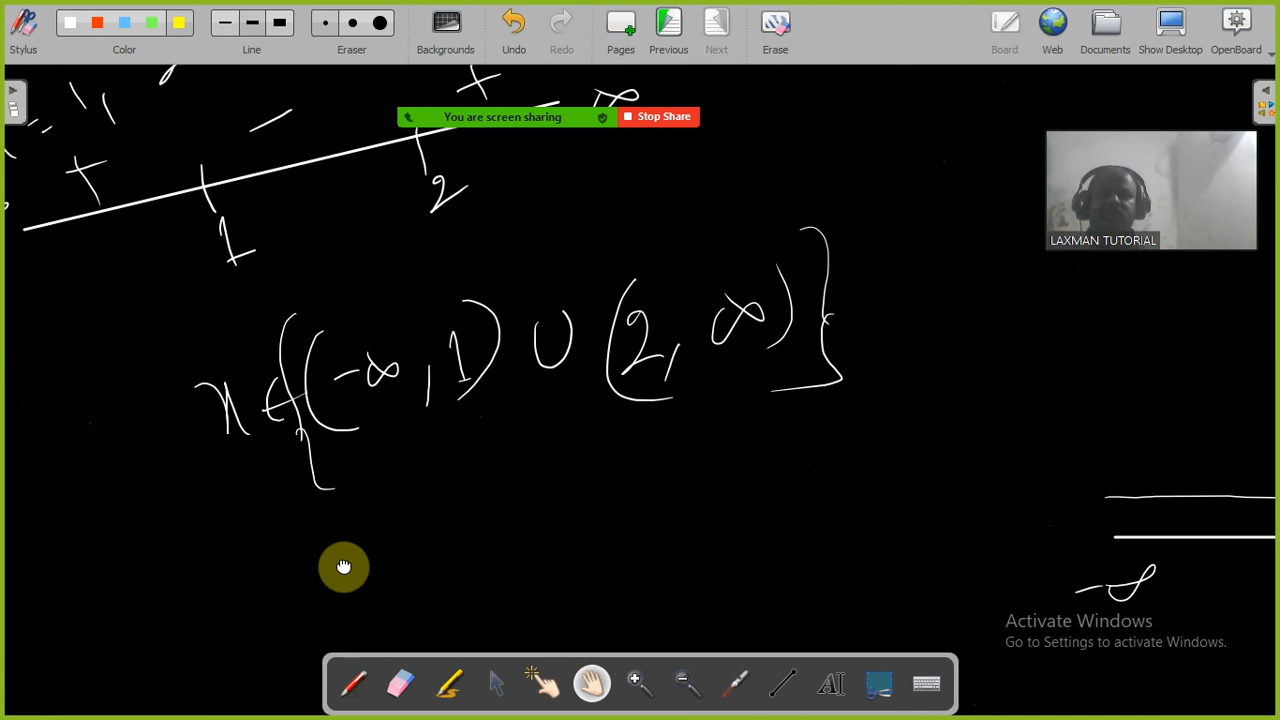 Stylus Color Line Eraser Backgrounds Undo Redo Pages Previous Next Erase Board Web Documents Show Desktop OpenBoard
+ ∞
You are screen sharing Stop Share
+ −
1 2
LAXMAN TUTORIAL
x ∈ {(-∞, 1) ∪ (2, ∞)}
-∞
Activate Windows
Go to Settings to activate Windows.